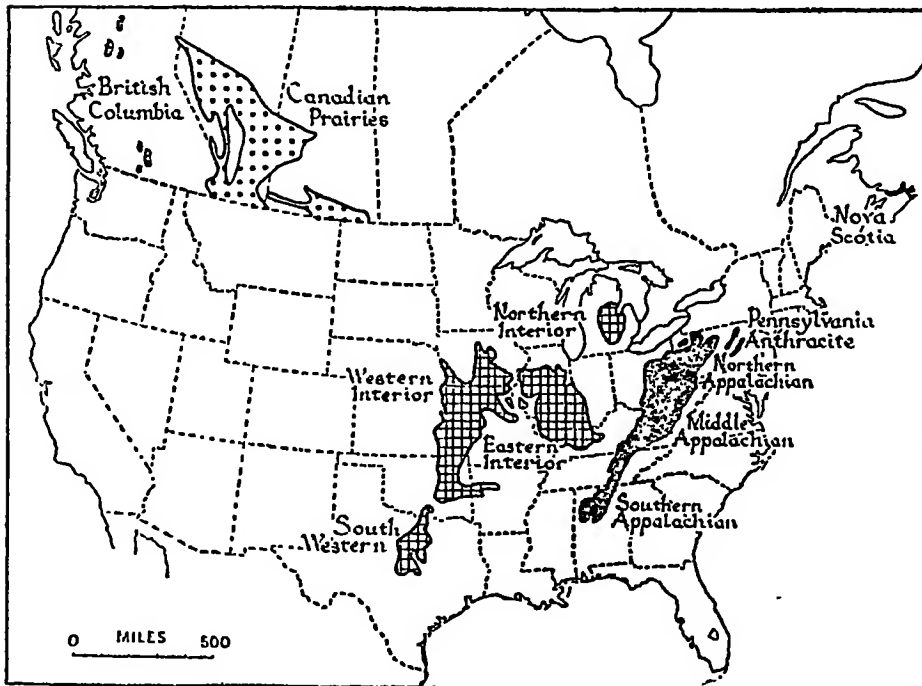 British
Columbia
Canadian
Prairies
Nova
Scotia
Northern
Interior
Pennsylvania
Anthracite
Northern
Appalachian
Western
Interior
Middle
Appalachian
Eastern
Interior
Southern
Appalachian
South
Western
0 MILES 500